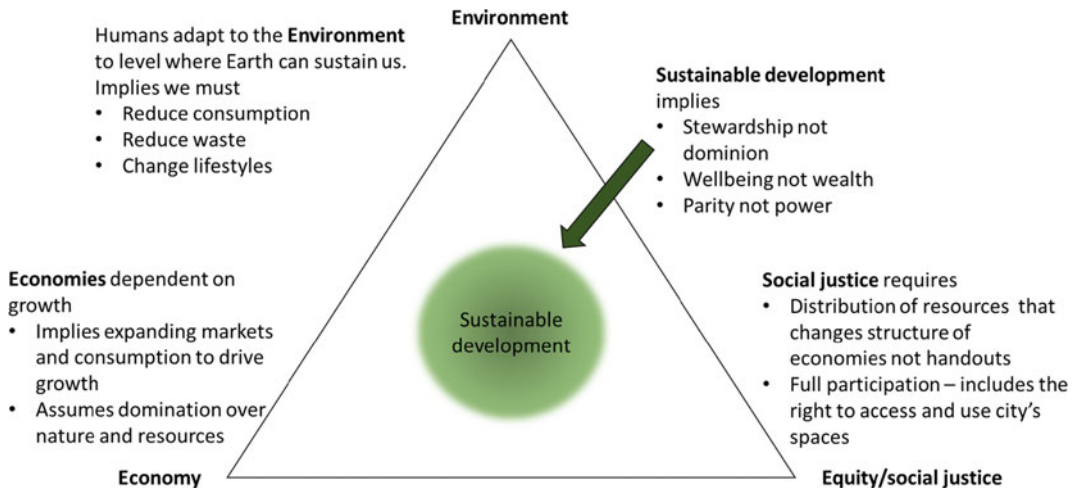 Environment
Humans adapt to the Environment
to level where Earth can sustain us.
Implies we must
• Reduce consumption
• Reduce waste
• Change lifestyles
Sustainable development
implies
• Stewardship not
dominion
• Wellbeing not wealth
• Parity not power
Economies dependent on
growth
• Implies expanding markets
and consumption to drive
growth
• Assumes domination over
nature and resources
Sustainable
development
Social justice requires
• Distribution of resources that
changes structure of
economies not handouts
• Full participation – includes the
right to access and use city's
spaces
Economy
Equity/social justice